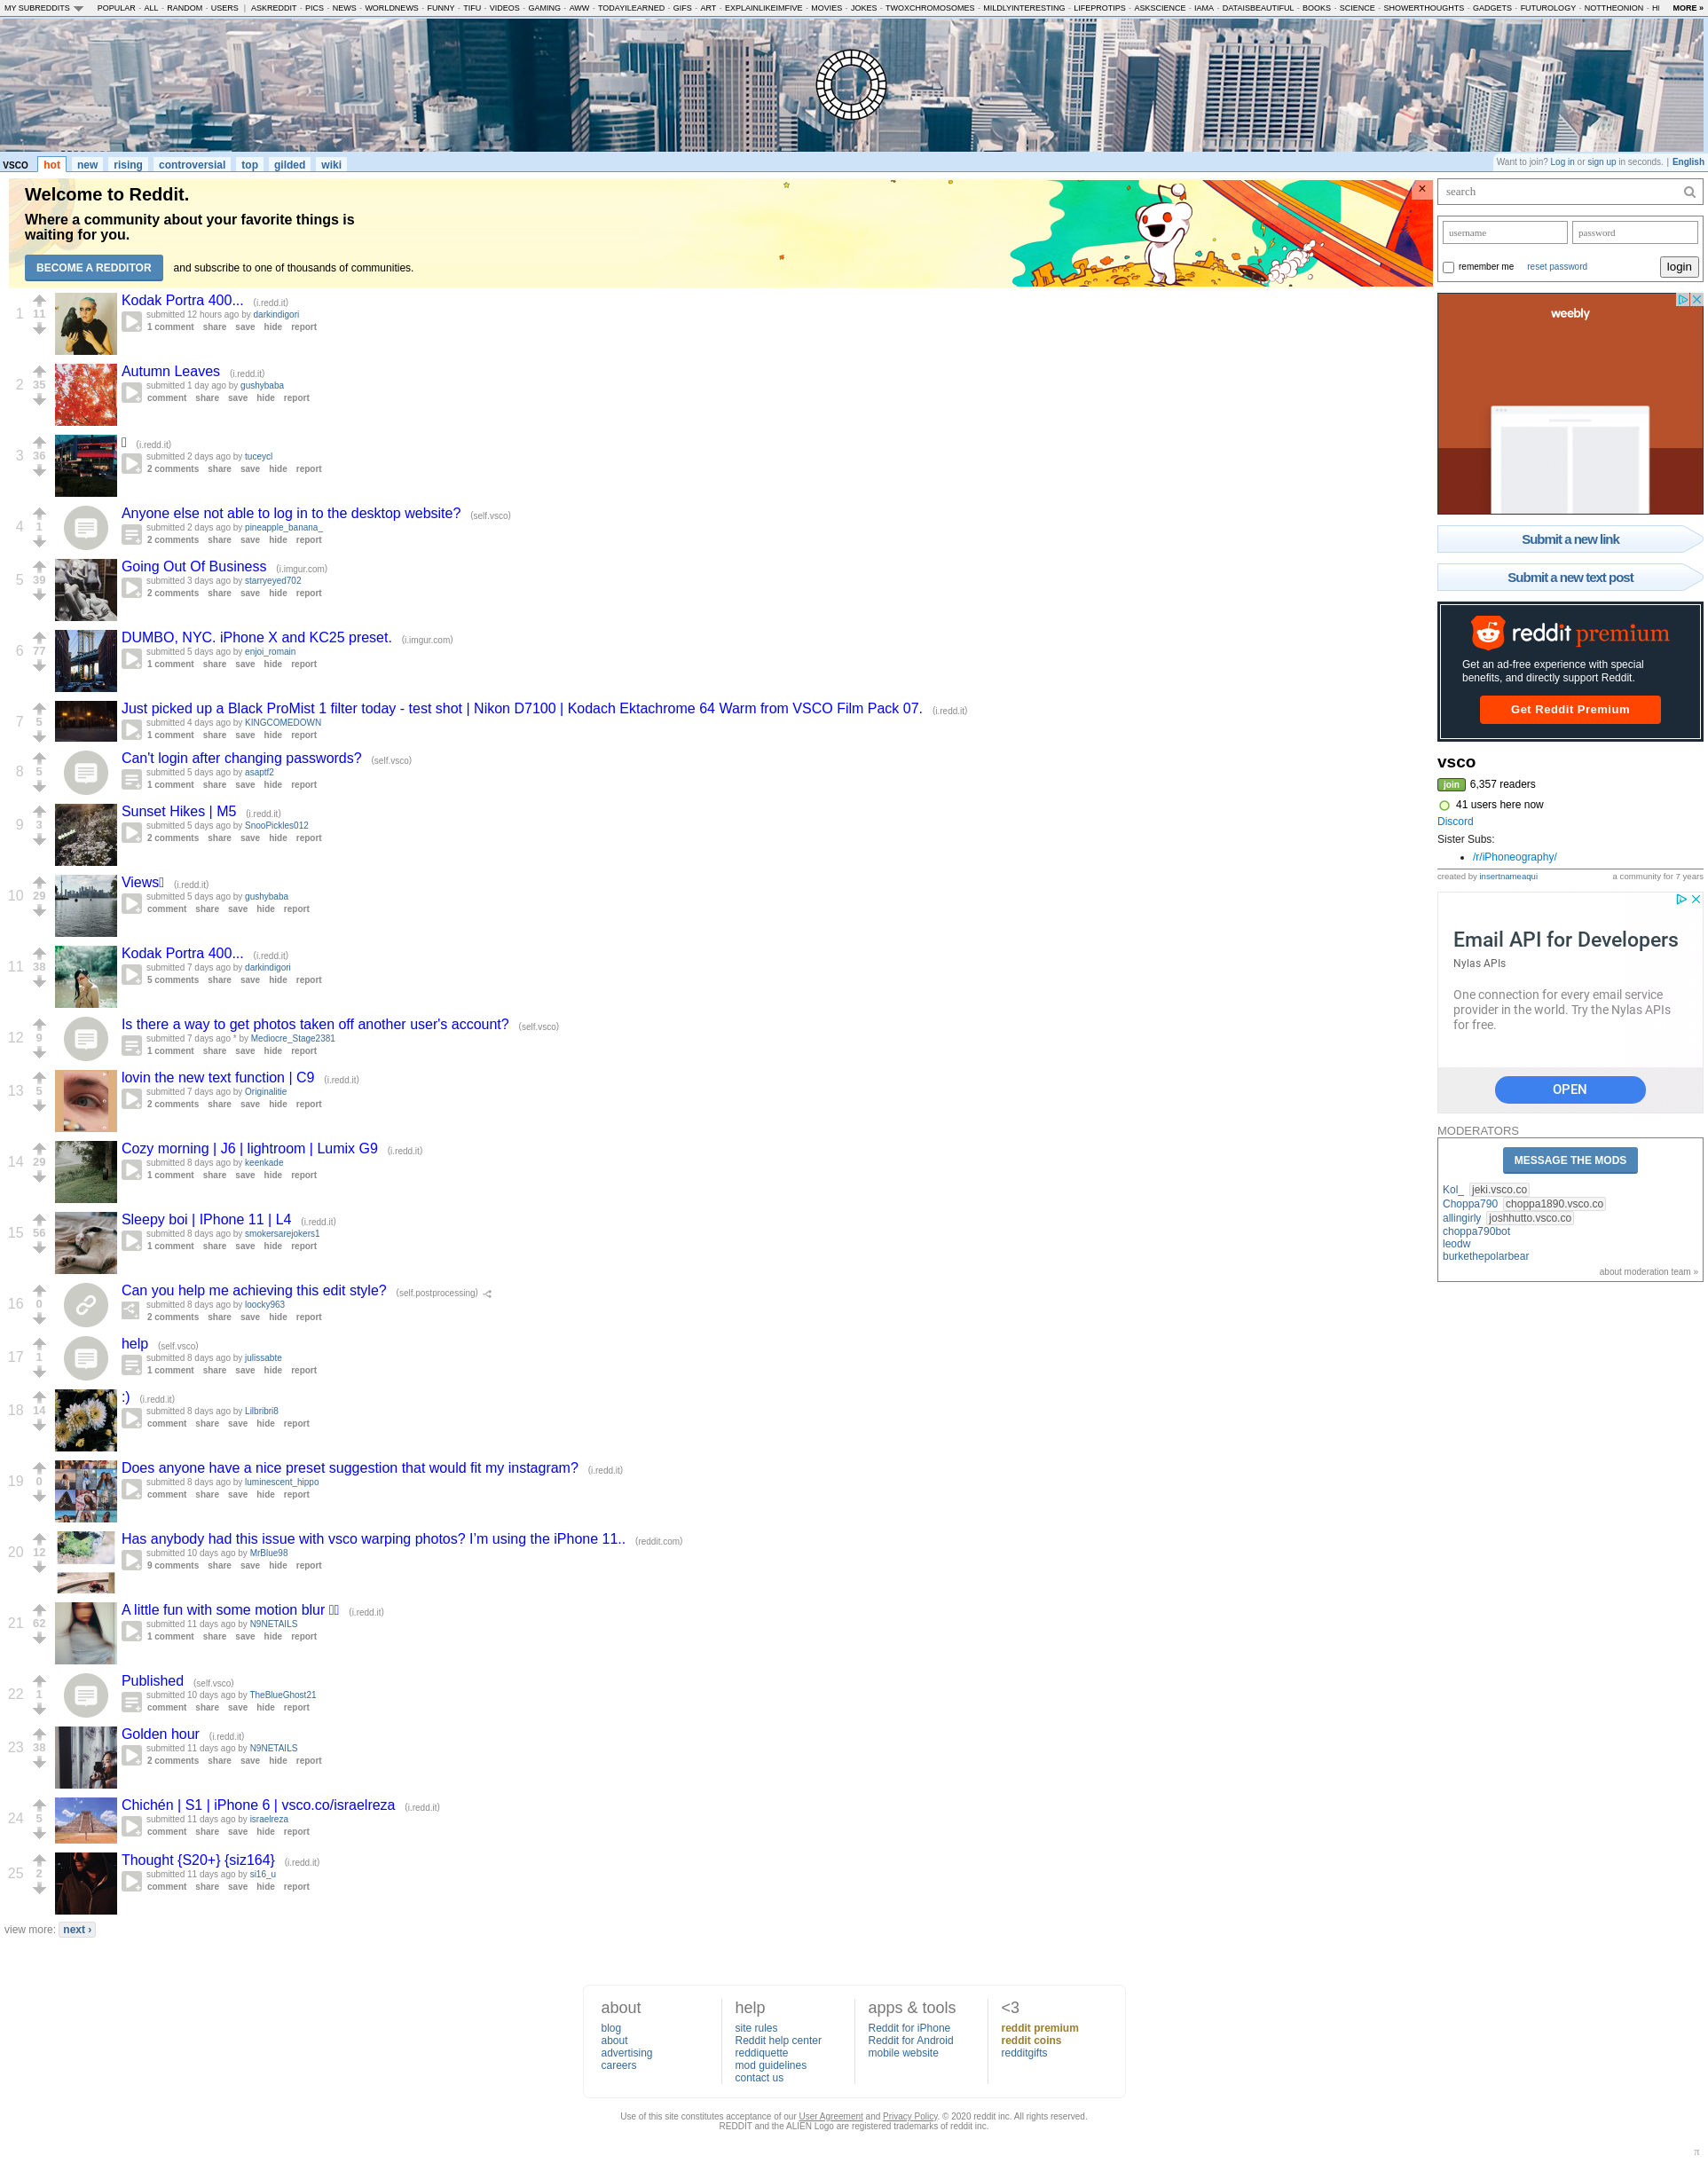 MY SUBREDDITS POPULAR - ALL - RANDOM - USERS | ASKREDDIT - PICS - NEWS - WORLDNEWS - FUNNY - TIFU - VIDEOS - GAMING - AWW - TODAYILEARNED - GIFS - ART - EXPLAINLIKEIMFIVE - MOVIES - JOKES - TWOXCHROMOSOMES - MILDLYINTERESTING - LIFEPROTIPS - ASKSCIENCE - IAMA - DATAISBEAUTIFUL - BOOKS - SCIENCE - SHOWERTHOUGHTS - GADGETS - FUTUROLOGY - NOTTHEONION - HI MORE »
VSCO hot new rising controversial top gilded wiki
Want to join? Log in or sign up in seconds. | English
Welcome to Reddit.
Where a community about your favorite things is
waiting for you.
BECOME A REDDITOR and subscribe to one of thousands of communities.
×
1
11
Kodak Portra 400... (i.redd.it)
submitted 12 hours ago by darkindigori
1 comment share save hide report
2
35
Autumn Leaves (i.redd.it)
submitted 1 day ago by gushybaba
comment share save hide report
3
36
(i.redd.it)
submitted 2 days ago by tuceycl
2 comments share save hide report
4
1
Anyone else not able to log in to the desktop website? (self.vsco)
submitted 2 days ago by pineapple_banana_
2 comments share save hide report
5
39
Going Out Of Business (i.imgur.com)
submitted 3 days ago by starryeyed702
2 comments share save hide report
6
77
DUMBO, NYC. iPhone X and KC25 preset. (i.imgur.com)
submitted 5 days ago by enjoi_romain
1 comment share save hide report
7
5
Just picked up a Black ProMist 1 filter today - test shot | Nikon D7100 | Kodach Ektachrome 64 Warm from VSCO Film Pack 07. (i.redd.it)
submitted 4 days ago by KINGCOMEDOWN
1 comment share save hide report
8
5
Can't login after changing passwords? (self.vsco)
submitted 5 days ago by asaptf2
1 comment share save hide report
9
3
Sunset Hikes | M5 (i.redd.it)
submitted 5 days ago by SnooPickles012
2 comments share save hide report
10
29
Views (i.redd.it)
submitted 5 days ago by gushybaba
comment share save hide report
11
38
Kodak Portra 400... (i.redd.it)
submitted 7 days ago by darkindigori
5 comments share save hide report
12
9
Is there a way to get photos taken off another user's account? (self.vsco)
submitted 7 days ago * by Mediocre_Stage2381
1 comment share save hide report
13
5
lovin the new text function | C9 (i.redd.it)
submitted 7 days ago by Originalitie
2 comments share save hide report
14
29
Cozy morning | J6 | lightroom | Lumix G9 (i.redd.it)
submitted 8 days ago by keenkade
1 comment share save hide report
15
56
Sleepy boi | IPhone 11 | L4 (i.redd.it)
submitted 8 days ago by smokersarejokers1
1 comment share save hide report
16
0
Can you help me achieving this edit style? (self.postprocessing)
submitted 8 days ago by loocky963
2 comments share save hide report
17
1
help (self.vsco)
submitted 8 days ago by julissabte
1 comment share save hide report
18
14
:) (i.redd.it)
submitted 8 days ago by Lilbribri8
comment share save hide report
19
0
Does anyone have a nice preset suggestion that would fit my instagram? (i.redd.it)
submitted 8 days ago by luminescent_hippo
comment share save hide report
20
12
Has anybody had this issue with vsco warping photos? I'm using the iPhone 11.. (reddit.com)
submitted 10 days ago by MrBlue98
9 comments share save hide report
21
62
A little fun with some motion blur (i.redd.it)
submitted 11 days ago by N9NETAILS
1 comment share save hide report
22
1
Published (self.vsco)
submitted 10 days ago by TheBlueGhost21
comment share save hide report
23
38
Golden hour (i.redd.it)
submitted 11 days ago by N9NETAILS
2 comments share save hide report
24
5
Chichén | S1 | iPhone 6 | vsco.co/israelreza (i.redd.it)
submitted 11 days ago by israelreza
comment share save hide report
25
2
Thought {S20+} {siz164} (i.redd.it)
submitted 11 days ago by si16_u
comment share save hide report
view more: next ›
search
username password
remember me reset password login
weebly
Submit a new link
Submit a new text post
reddit premium
Get an ad-free experience with special
benefits, and directly support Reddit.
Get Reddit Premium
vsco
join 6,357 readers
41 users here now
Discord
Sister Subs:
• /r/iPhoneography/
created by insertnameaqui a community for 7 years
Email API for Developers
Nylas APIs
One connection for every email service
provider in the world. Try the Nylas APIs
for free.
OPEN
MODERATORS
MESSAGE THE MODS
Kol_ jeki.vsco.co
Choppa790 choppa1890.vsco.co
allingirly joshhutto.vsco.co
choppa790bot
leodw
burkethepolarbear
about moderation team »
about
blog
about
advertising
careers
help
site rules
Reddit help center
reddiquette
mod guidelines
contact us
apps & tools
Reddit for iPhone
Reddit for Android
mobile website
<3
reddit premium
reddit coins
redditgifts
Use of this site constitutes acceptance of our User Agreement and Privacy Policy. © 2020 reddit inc. All rights reserved.
REDDIT and the ALIEN Logo are registered trademarks of reddit inc.
π